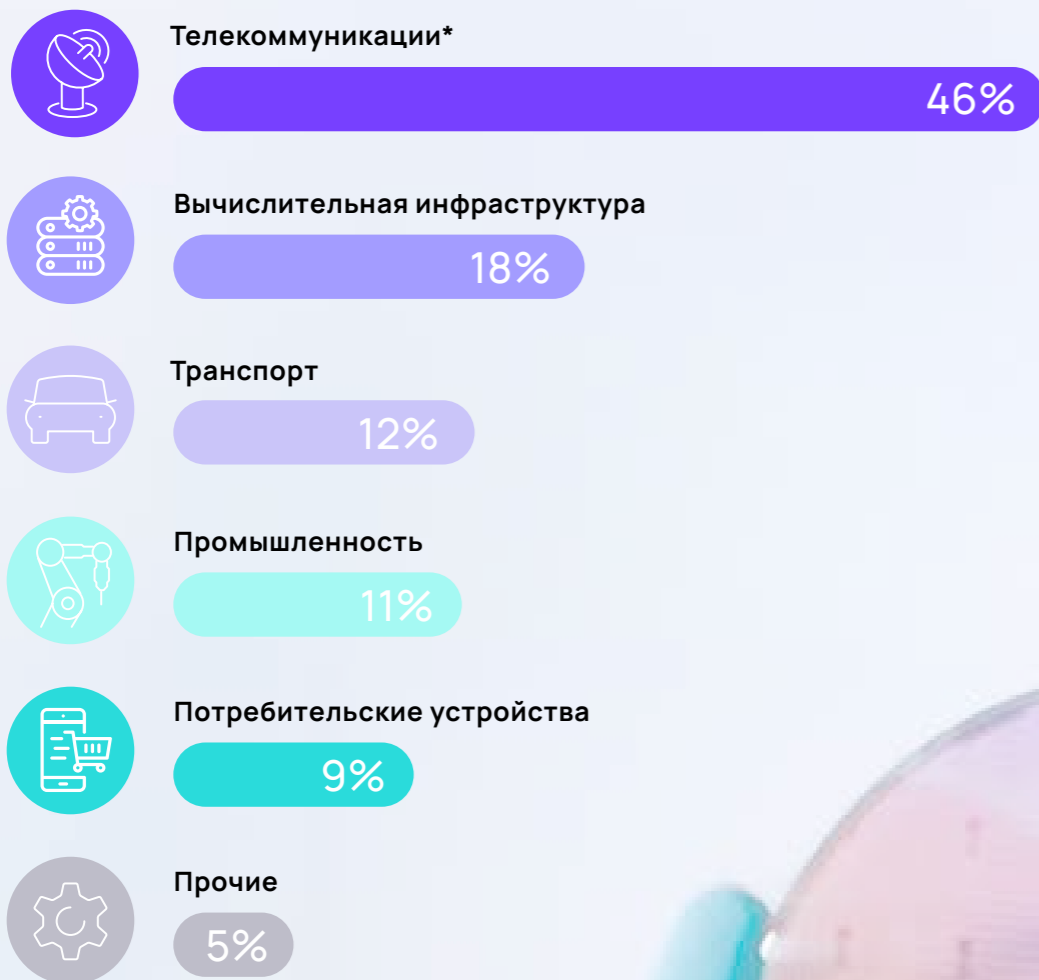 Телекоммуникации*
46%
Вычислительная инфраструктура
18%
Транспорт
12%
Промышленность
11%
Потребительские устройства
9%
Прочие
5%